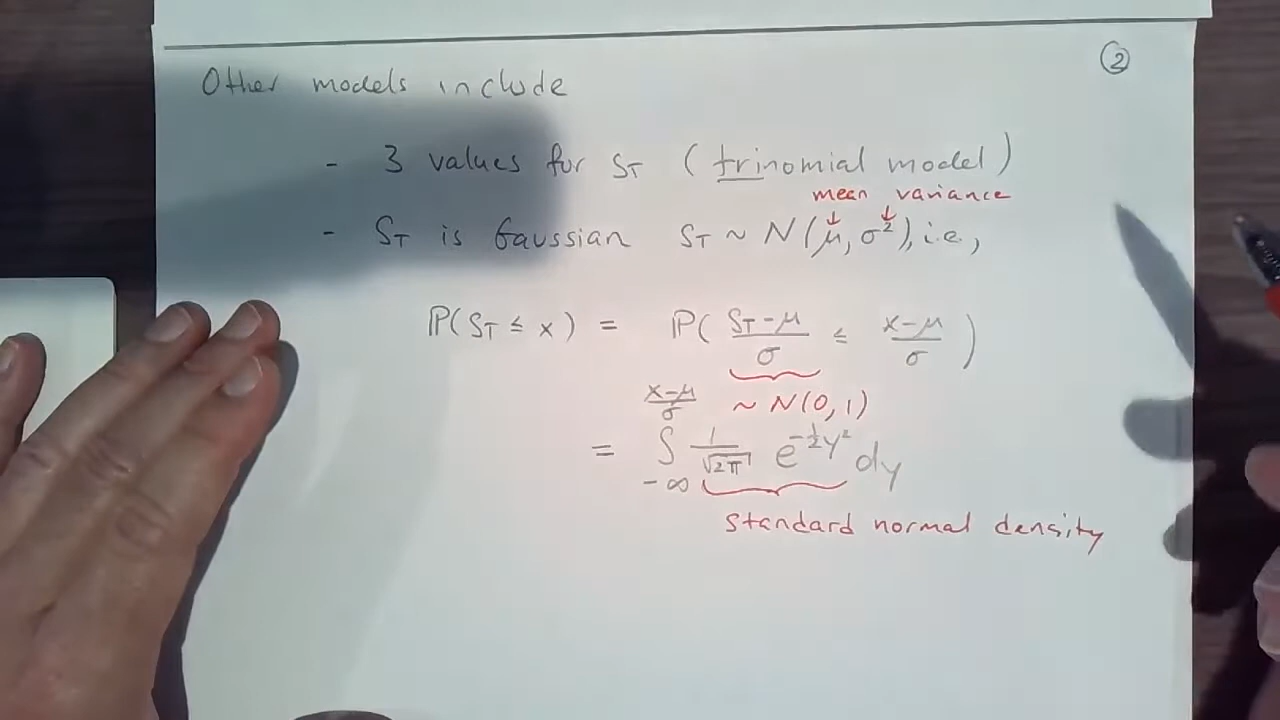 ②
Other models include
- 3 values for S_T (trinomial model)
mean variance
- S_T is Gaussian S_T ~ N(μ, σ²), i.e.,
ℙ(S_T ≤ x) = ℙ( (S_T-μ)/σ ≤ (x-μ)/σ )
~ N(0,1)
= ∫_{-∞}^{(x-μ)/σ} 1/√(2π) e^{-½y²} dy
standard normal density